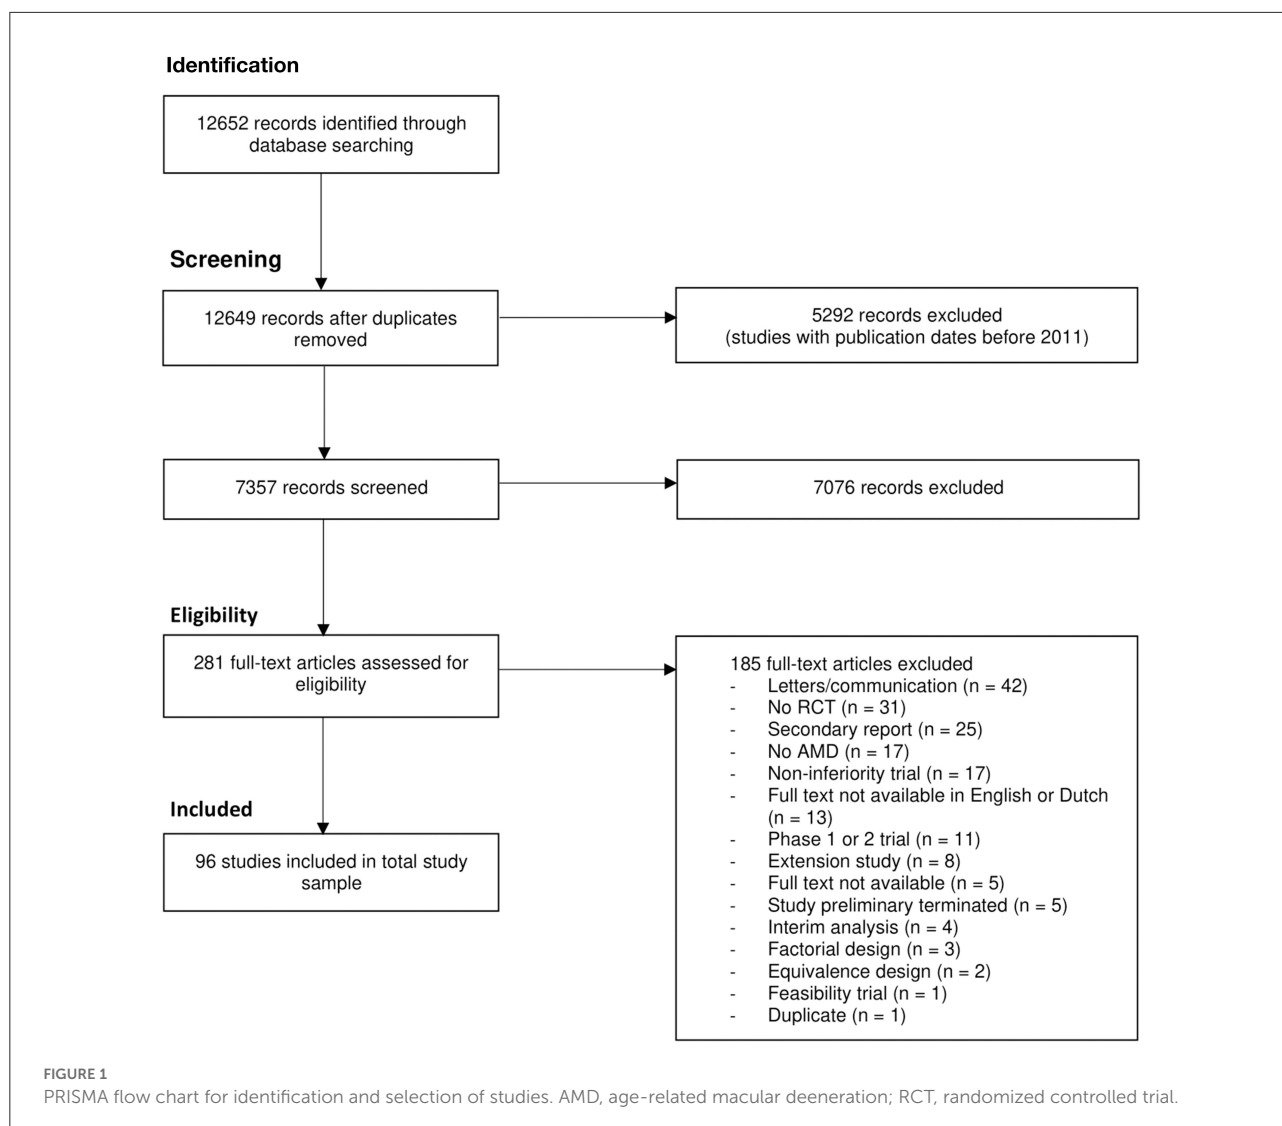 Identification
12652 records identified through
database searching
Screening
12649 records after duplicates
removed
5292 records excluded
(studies with publication dates before 2011)
7357 records screened
7076 records excluded
Eligibility
281 full-text articles assessed for
eligibility
185 full-text articles excluded
- Letters/communication (n = 42)
- No RCT (n = 31)
- Secondary report (n = 25)
- No AMD (n = 17)
- Non-inferiority trial (n = 17)
- Full text not available in English or Dutch
(n = 13)
- Phase 1 or 2 trial (n = 11)
- Extension study (n = 8)
- Full text not available (n = 5)
- Study preliminary terminated (n = 5)
- Interim analysis (n = 4)
- Factorial design (n = 3)
- Equivalence design (n = 2)
- Feasibility trial (n = 1)
- Duplicate (n = 1)
Included
96 studies included in total study
sample
FIGURE 1
PRISMA flow chart for identification and selection of studies. AMD, age-related macular deeneration; RCT, randomized controlled trial.